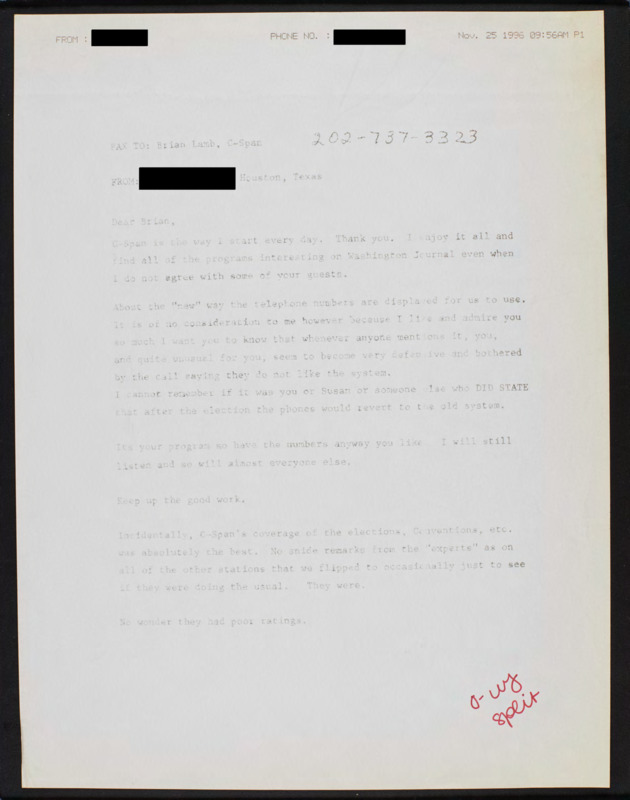 FROM :
PHONE NO. :
Nov. 25 1996 09:56AM P1
FAX TO: Brian Lamb, C-Span
202-737-3323
FROM: Houston, Texas
Dear Brian,
C-Span is the way I start every day. Thank you. I enjoy it all and
find all of the programs interesting on Washington Journal even when
I do not agree with some of your guests.
About the "new" way the telephone numbers are displayed for us to use.
It is of no consideration to me however because I like and admire you
so much I want you to know that whenever anyone mentions it, you,
and quite unusual for you, seem to become very defensive and bothered
by the call saying they do not like the system.
I cannot remember if it was you or Susan or someone else who DID STATE
that after the election the phones would revert to the old system.
Its your program so have the numbers anyway you like. I will still
listen and so will almost everyone else.
Keep up the good work.
Incidentally, C-Span's coverage of the elections, Conventions, etc.
was absolutely the best. No snide remarks from the "experts" as on
all of the other stations that we flipped to occasionally just to see
if they were doing the usual. They were.
No wonder they had poor ratings.
split